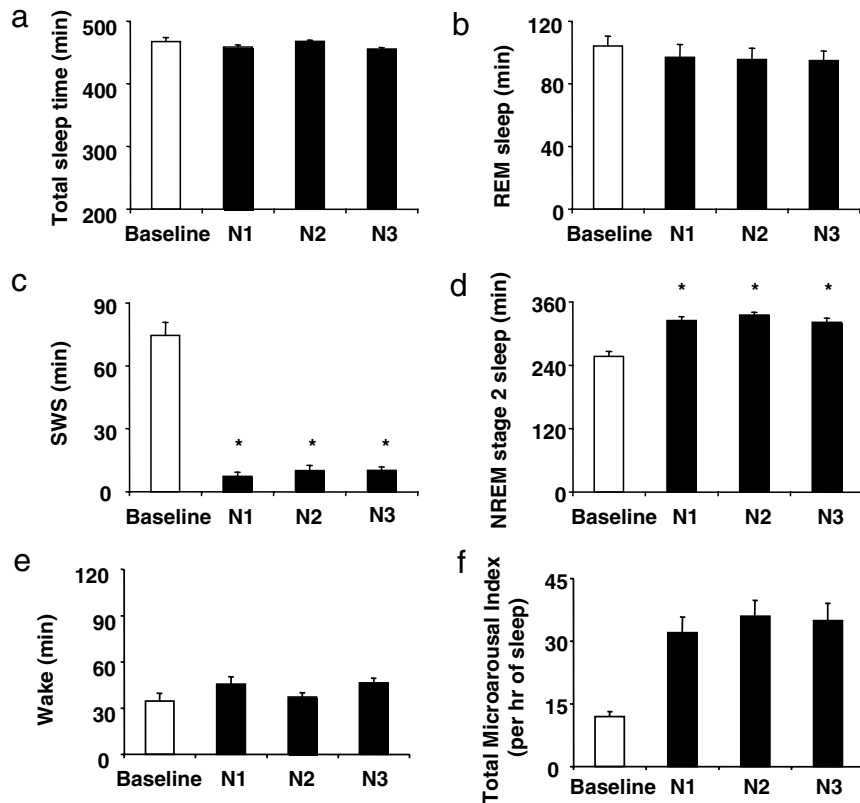 a
Total sleep time (min)
500
400
300
200
Baseline N1 N2 N3
b
REM sleep (min)
120
80
40
0
Baseline N1 N2 N3
c
SWS (min)
90
60
30
0
* * *
Baseline N1 N2 N3
d
NREM stage 2 sleep (min)
360
240
120
0
* * *
Baseline N1 N2 N3
e
Wake (min)
120
90
60
30
0
Baseline N1 N2 N3
f
Total Microarousal Index
(per hr of sleep)
45
30
15
0
Baseline N1 N2 N3